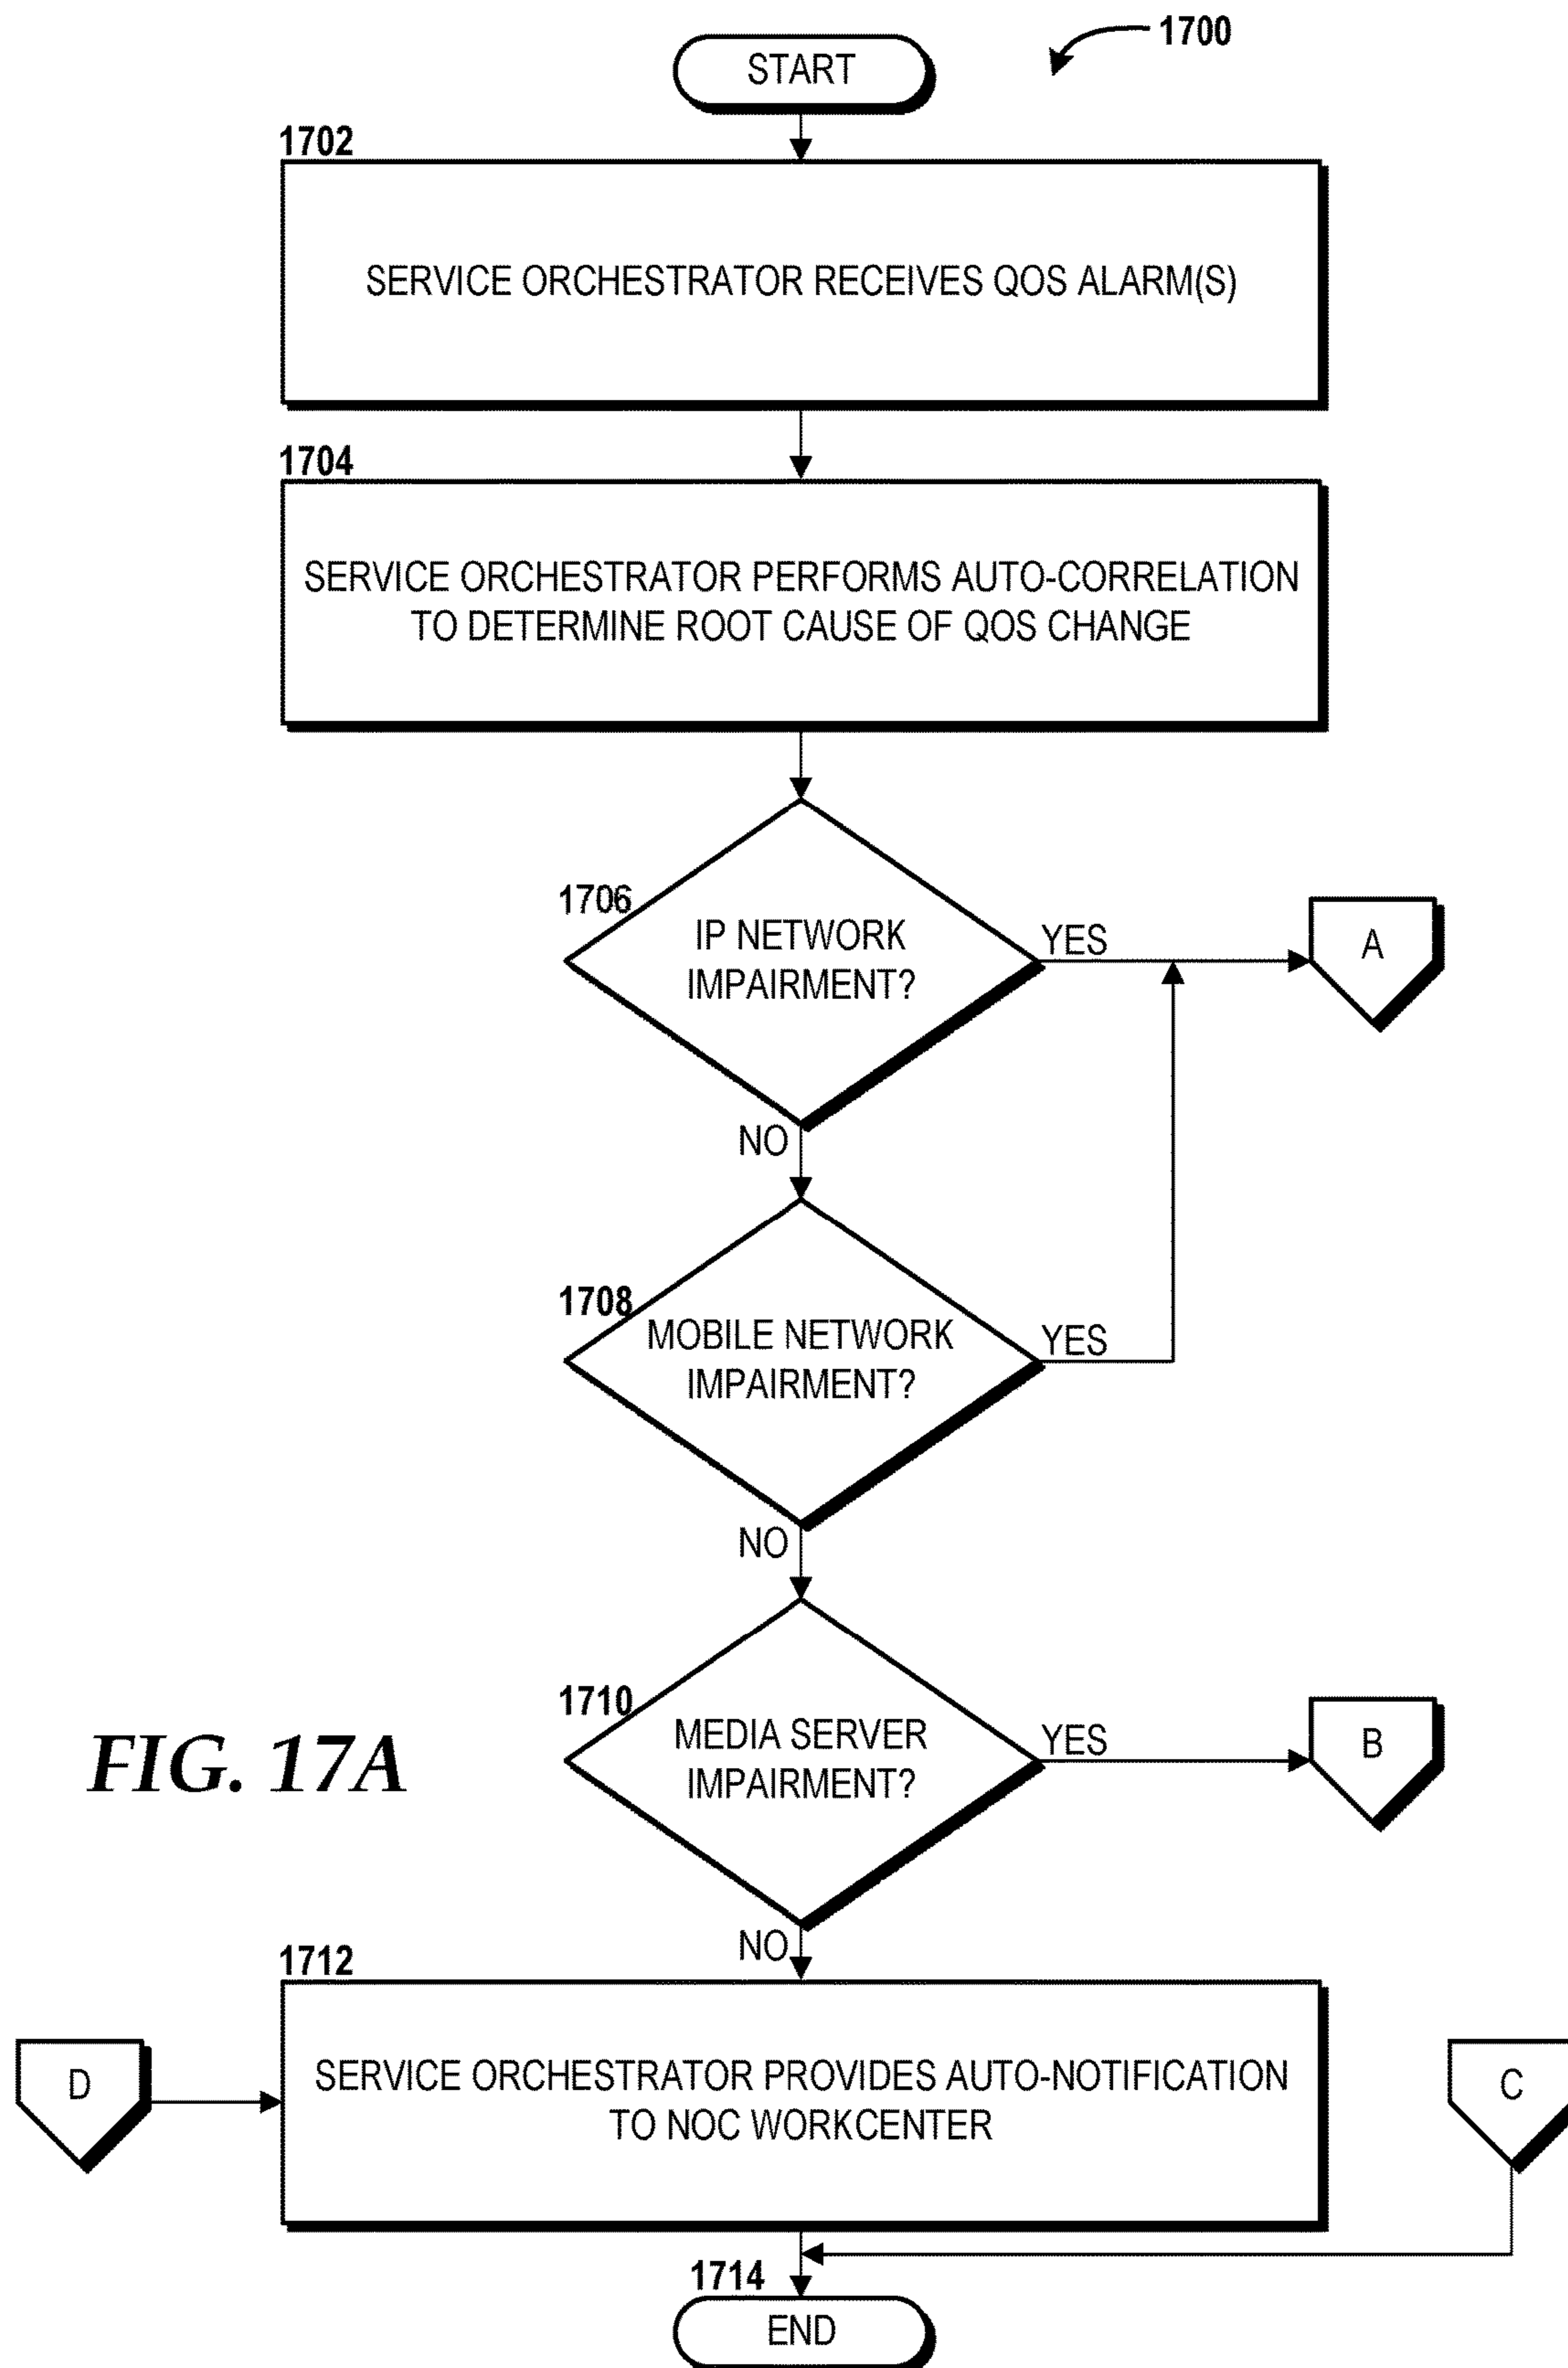 1700
START
1702
SERVICE ORCHESTRATOR RECEIVES QOS ALARM(S)
1704
SERVICE ORCHESTRATOR PERFORMS AUTO-CORRELATION
TO DETERMINE ROOT CAUSE OF QOS CHANGE
1706
IP NETWORK
IMPAIRMENT?
YES
A
NO
1708
MOBILE NETWORK
IMPAIRMENT?
YES
NO
1710
MEDIA SERVER
IMPAIRMENT?
YES
B
FIG. 17A
NO
1712
D
SERVICE ORCHESTRATOR PROVIDES AUTO-NOTIFICATION
TO NOC WORKCENTER
C
1714
END